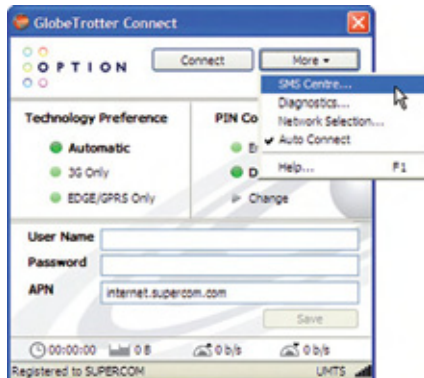 GlobeTrotter Connect
OPTION
Connect
More
SMS Centre...
Diagnostics...
Network Selection...
Auto Connect
Help... F1
Technology Preference
Automatic
3G Only
EDGE/GPRS Only
PIN Co
E
D
Change
User Name
Password
APN internet.supercom.com
Save
00:00:00 0 B 0 b/s 0 b/s
Registered to SUPERCOM UMTS